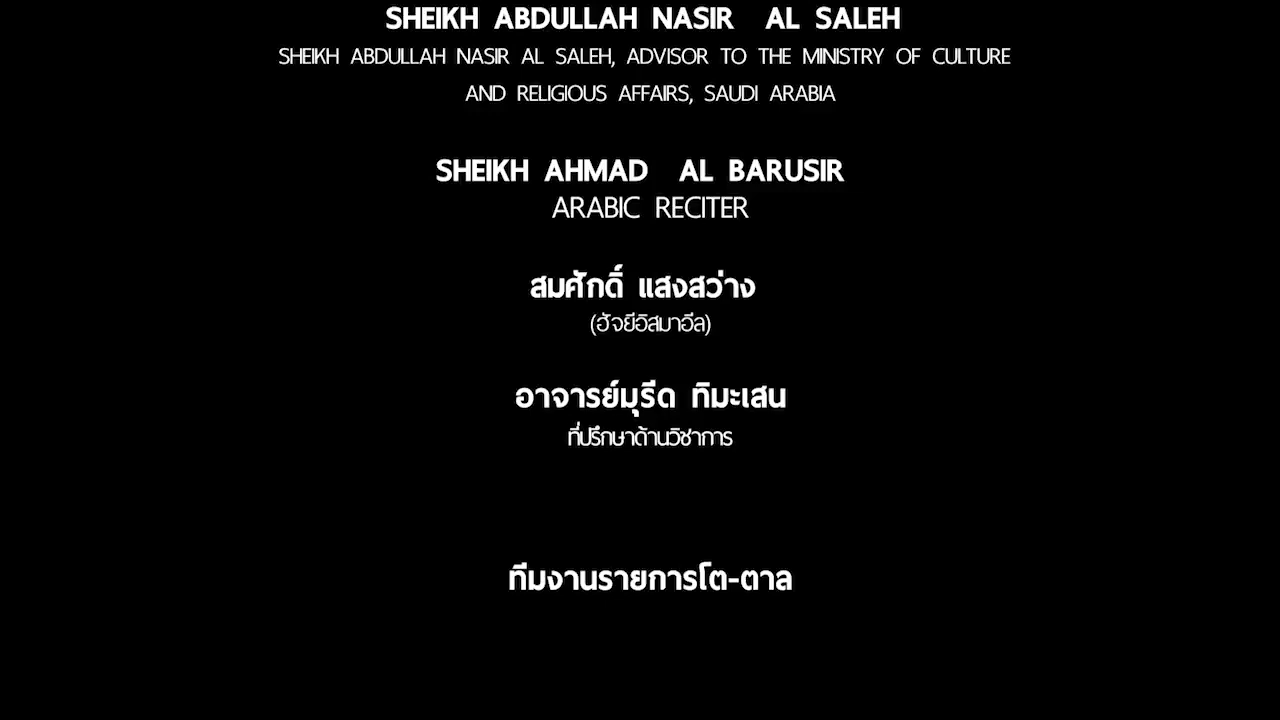 SHEIKH ABDULLAH NASIR AL SALEH
SHEIKH ABDULLAH NASIR AL SALEH, ADVISOR TO THE MINISTRY OF CULTURE
AND RELIGIOUS AFFAIRS, SAUDI ARABIA
SHEIKH AHMAD AL BARUSIR
ARABIC RECITER
สมศักดิ์ แสงสว่าง
(ฮัจยีอิสมาอีล)
อาจารย์มุรีด ทิมะเสน
ที่ปรึกษาด้านวิชาการ
ทีมงานรายการโต-ตาล